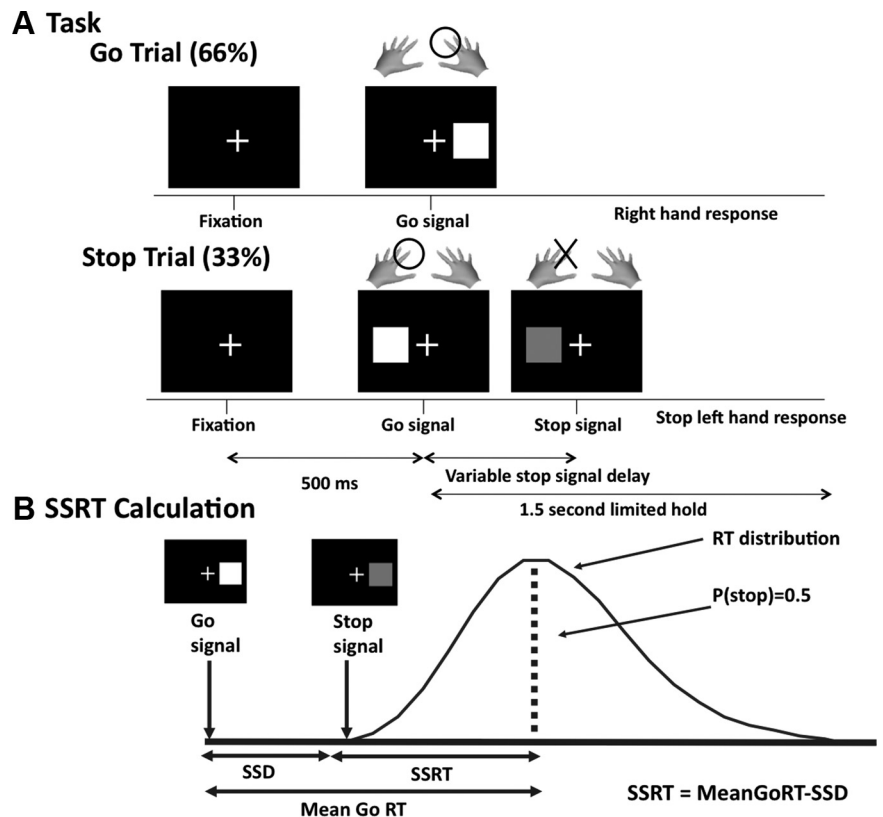 A Task
Go Trial (66%)
Fixation
Go signal
Right hand response
Stop Trial (33%)
Fixation
Go signal
Stop signal
Stop left hand response
500 ms
Variable stop signal delay
1.5 second limited hold
B SSRT Calculation
RT distribution
P(stop)=0.5
Go
signal
Stop
signal
SSD
SSRT
Mean Go RT
SSRT = MeanGoRT-SSD